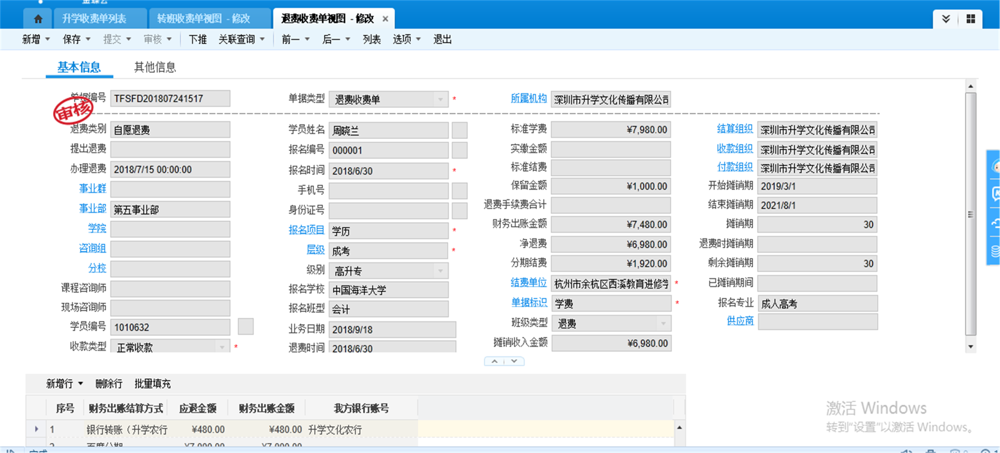 升学收费单列表 转班收费单视图 - 修改 退费收费单视图 - 修改
新增 保存 提交 审核 下推 关联查询 前一 后一 列表 选项 退出
基本信息 其他信息
单据编号 TFSFD201807241517 单据类型 退费收费单 * 所属机构 深圳市升学文化传播有限公司
审核
退费类别 自愿退费 学员姓名 周晓兰 标准学费 ¥7,980.00 结算组织 深圳市升学文化传播有限公司
提出退费 报名编号 000001 实缴金额 收款组织 深圳市升学文化传播有限公司
办理退费 2018/7/15 00:00:00 报名时间 2018/6/30 * 标准结费 付款组织 深圳市升学文化传播有限公司
事业群 手机号 保留金额 ¥1,000.00 开始摊销期 2019/3/1
事业部 第五事业部 身份证号 退费手续费合计 结束摊销期 2021/8/1
学院 报名项目 学历 * 财务出账金额 ¥7,480.00 摊销期 30
咨询组 层级 成考 * 净退费 ¥6,980.00 退费时摊销期
分校 级别 高升专 分期结费 ¥1,920.00 剩余摊销期 30
课程咨询师 报名学校 中国海洋大学 结费单位 杭州市余杭区西溪教育进修学 * 已摊销期间
现场咨询师 报名班型 会计 单据标识 学费 * 报名专业 成人高考
学员编号 1010632 业务日期 2018/9/18 班级类型 退费 供应商
收款类型 正常收款 * 退费时间 2018/6/30 摊销收入金额 ¥6,980.00
新增行 删除行 批量填充
序号 财务出账结算方式 应退金额 财务出账金额 我方银行账号
1 银行转账（升学农行 ¥480.00 ¥480.00 升学文化农行
2 百度分期 ¥7,000.00 ¥7,000.00
激活 Windows
转到"设置"以激活 Windows。